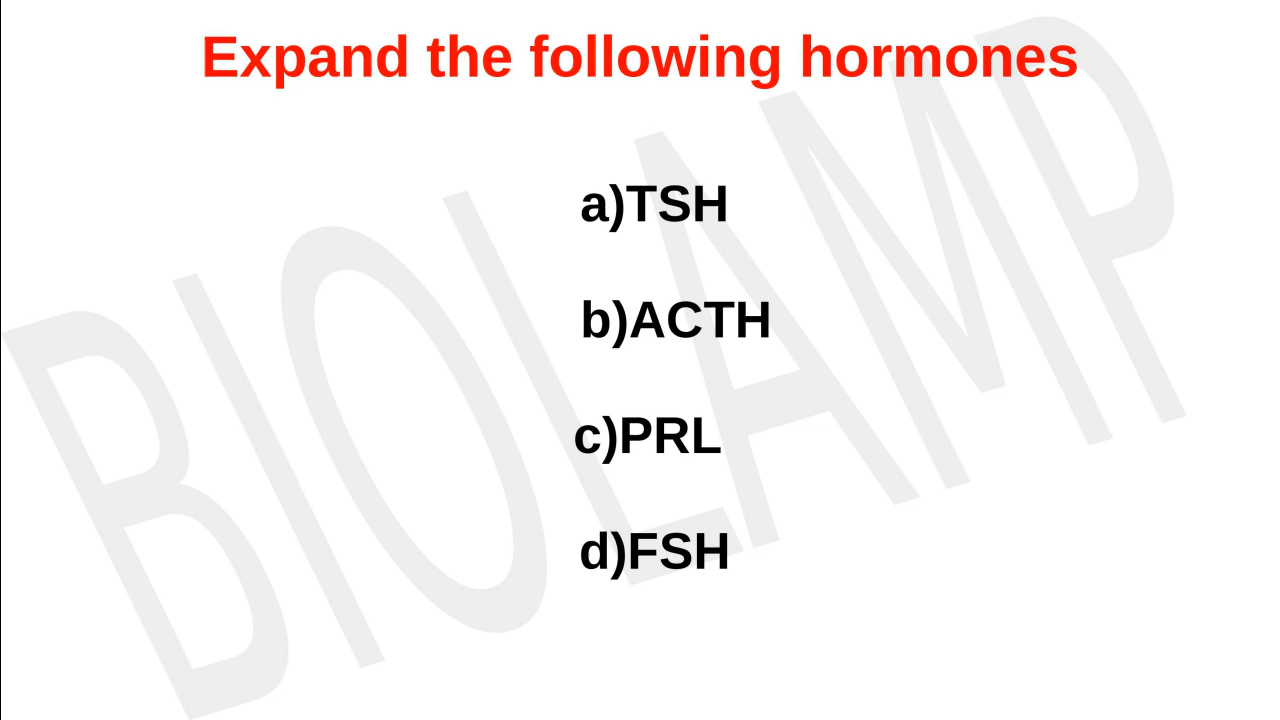 Expand the following hormones
a)TSH
b)ACTH
c)PRL
d)FSH
BIOLAMP